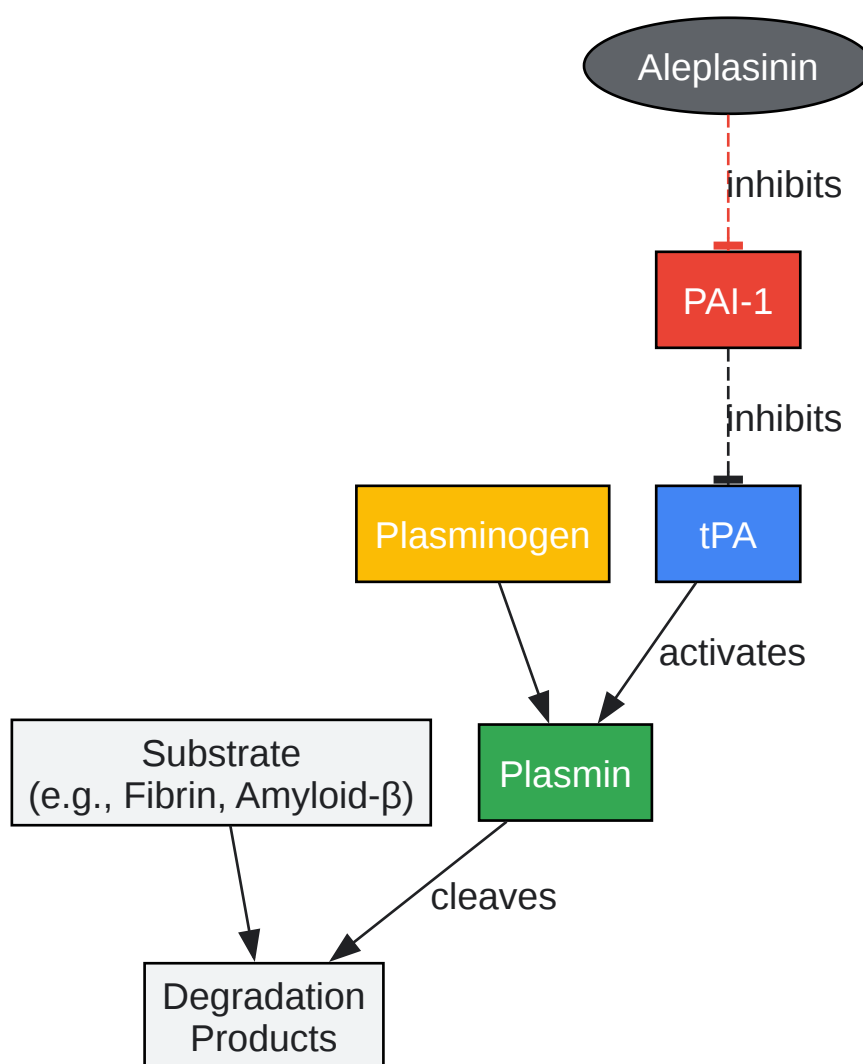 Aleplasinin
inhibits
PAI-1
inhibits
Plasminogen
tPA
activates
Substrate
(e.g., Fibrin, Amyloid-β)
Plasmin
cleaves
Degradation
Products